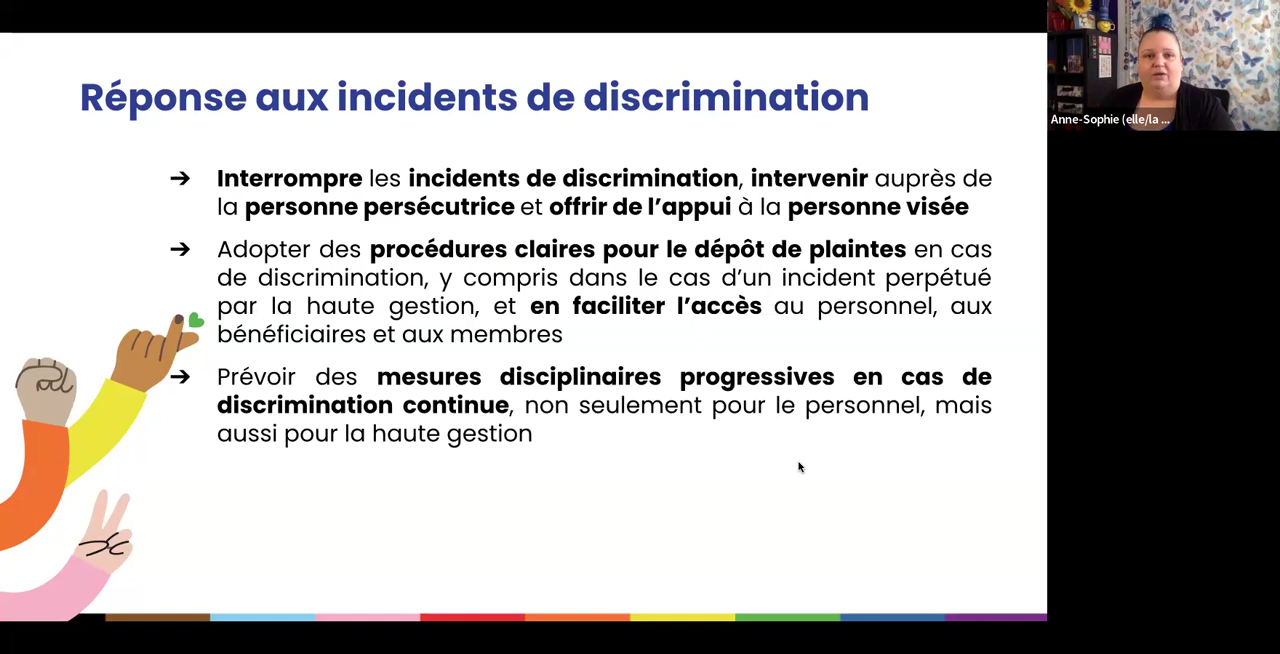 Réponse aux incidents de discrimination
➔ Interrompre les incidents de discrimination, intervenir auprès de
la personne persécutrice et offrir de l’appui à la personne visée
➔ Adopter des procédures claires pour le dépôt de plaintes en cas
de discrimination, y compris dans le cas d’un incident perpétué
par la haute gestion, et en faciliter l’accès au personnel, aux
bénéficiaires et aux membres
➔ Prévoir des mesures disciplinaires progressives en cas de
discrimination continue, non seulement pour le personnel, mais
aussi pour la haute gestion
Anne-Sophie (elle/la ...